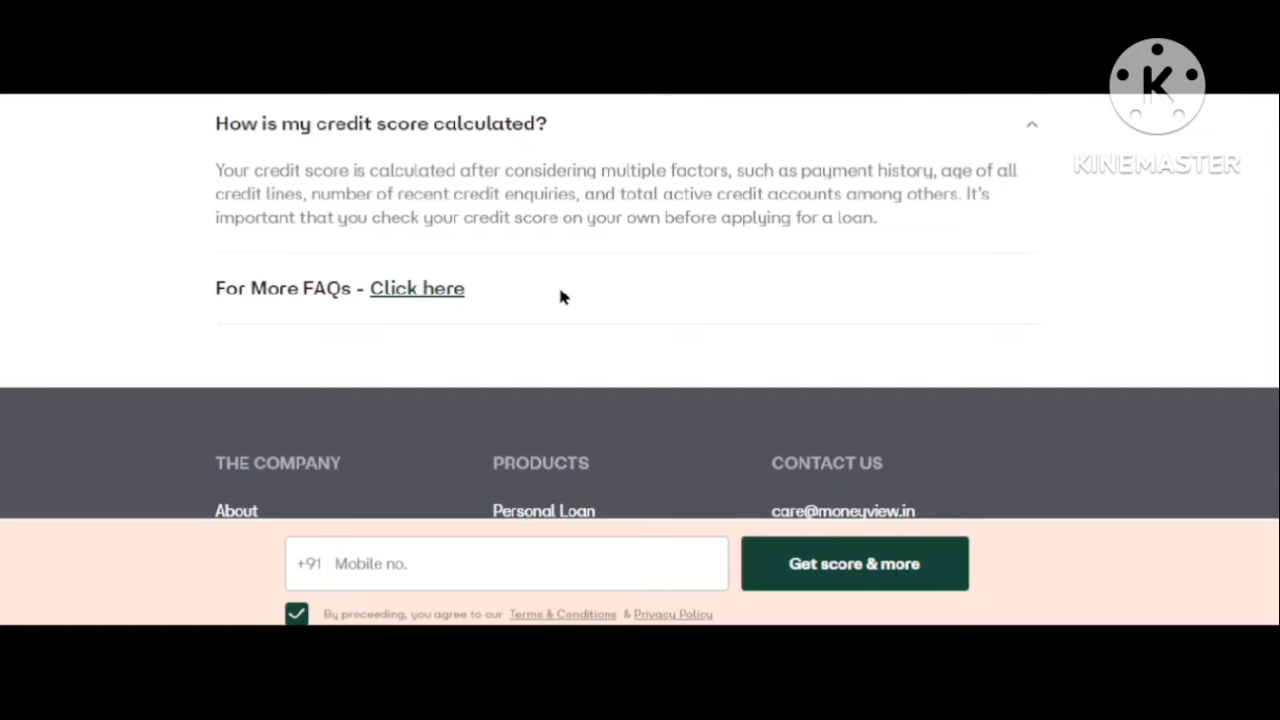 K
KINEMASTER
How is my credit score calculated?
Your credit score is calculated after considering multiple factors, such as payment history, age of all
credit lines, number of recent credit enquiries, and total active credit accounts among others. It's
important that you check your credit score on your own before applying for a loan.
For More FAQs - Click here
THE COMPANY
PRODUCTS
CONTACT US
About
Personal Loan
care@moneyview.in
+91 Mobile no.
Get score & more
By proceeding, you agree to our Terms & Conditions & Privacy Policy